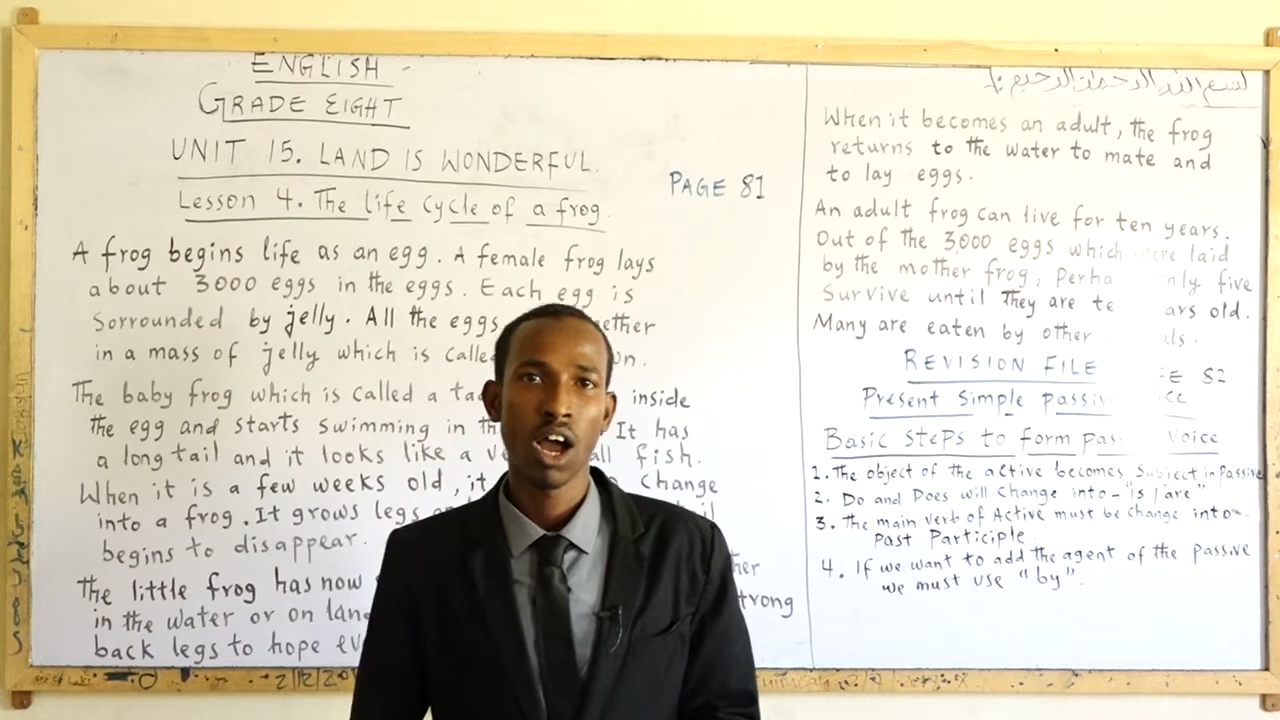 ENGLISH
GRADE EIGHT
UNIT 15. LAND IS WONDERFUL.
Lesson 4. The life cycle of a frog.
PAGE 81
A frog begins life as an egg. A female frog lays
about 3000 eggs in the eggs. Each egg is
Sorrounded by jelly. All the eggs
in a mass of jelly which is
The baby frog which is called a inside
the egg and starts swimming in It has
a long tail and it looks like a fish.
When it is a few weeks old, it change
into a frog. It grows legs
begins to disappear.
The little frog has now
in the water or on strong
back legs to hope
بسم الله الرحمن الرحيم
When it becomes an adult, the frog
returns to the water to mate and
to lay eggs.
An adult frog can live for ten years.
Out of the 3000 eggs which were laid
by the mother frog, five
Survive until they are old.
Many are eaten by other
REVISION FILE
82
Present Simple
Basic steps to form Voice
1. The object of the active becomes Subject in Passive
2. Do and Does will change into - "is / are"
3. The main verb of Active must be change into
Past Participle.
4. If we want to add the agent of the passive
we must use "by".